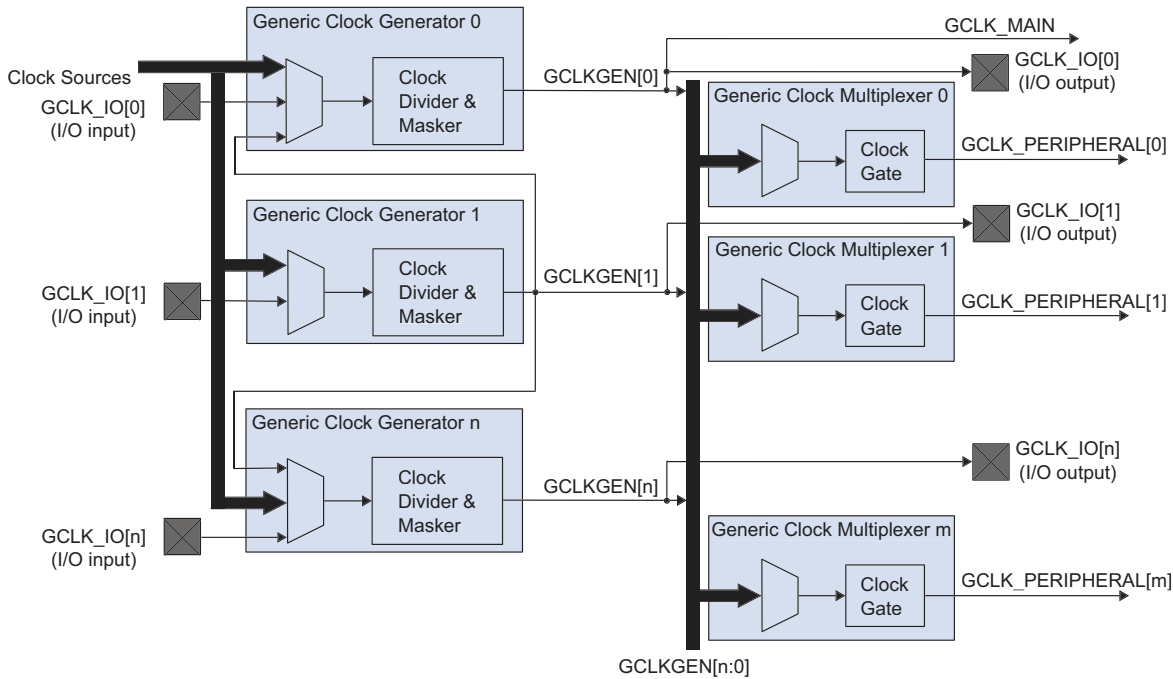 Generic Clock Generator 0
Clock Sources
GCLK_IO[0]
(I/O input)
Clock
Divider &
Masker
GCLKGEN[0]
GCLK_MAIN
GCLK_IO[0]
(I/O output)
Generic Clock Multiplexer 0
Clock
Gate
GCLK_PERIPHERAL[0]
Generic Clock Generator 1
GCLK_IO[1]
(I/O input)
Clock
Divider &
Masker
GCLKGEN[1]
GCLK_IO[1]
(I/O output)
Generic Clock Multiplexer 1
Clock
Gate
GCLK_PERIPHERAL[1]
Generic Clock Generator n
GCLK_IO[n]
(I/O input)
Clock
Divider &
Masker
GCLKGEN[n]
GCLK_IO[n]
(I/O output)
Generic Clock Multiplexer m
Clock
Gate
GCLK_PERIPHERAL[m]
GCLKGEN[n:0]